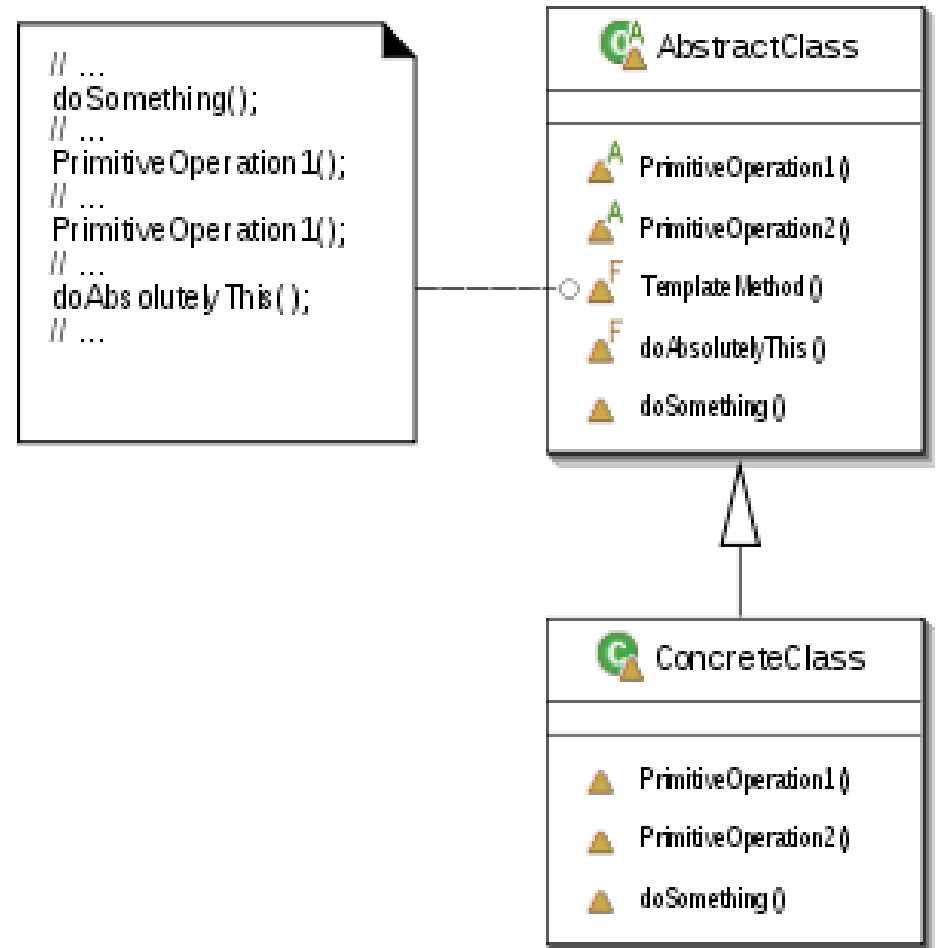 // ...
doSomething();
// ...
PrimitiveOperation1();
// ...
PrimitiveOperation1();
// ...
doAbsolutelyThis();
// ...
C A AbstractClass
A PrimitiveOperation1()
A PrimitiveOperation2()
F TemplateMethod()
F doAbsolutelyThis()
doSomething()
C ConcreteClass
PrimitiveOperation1()
PrimitiveOperation2()
doSomething()